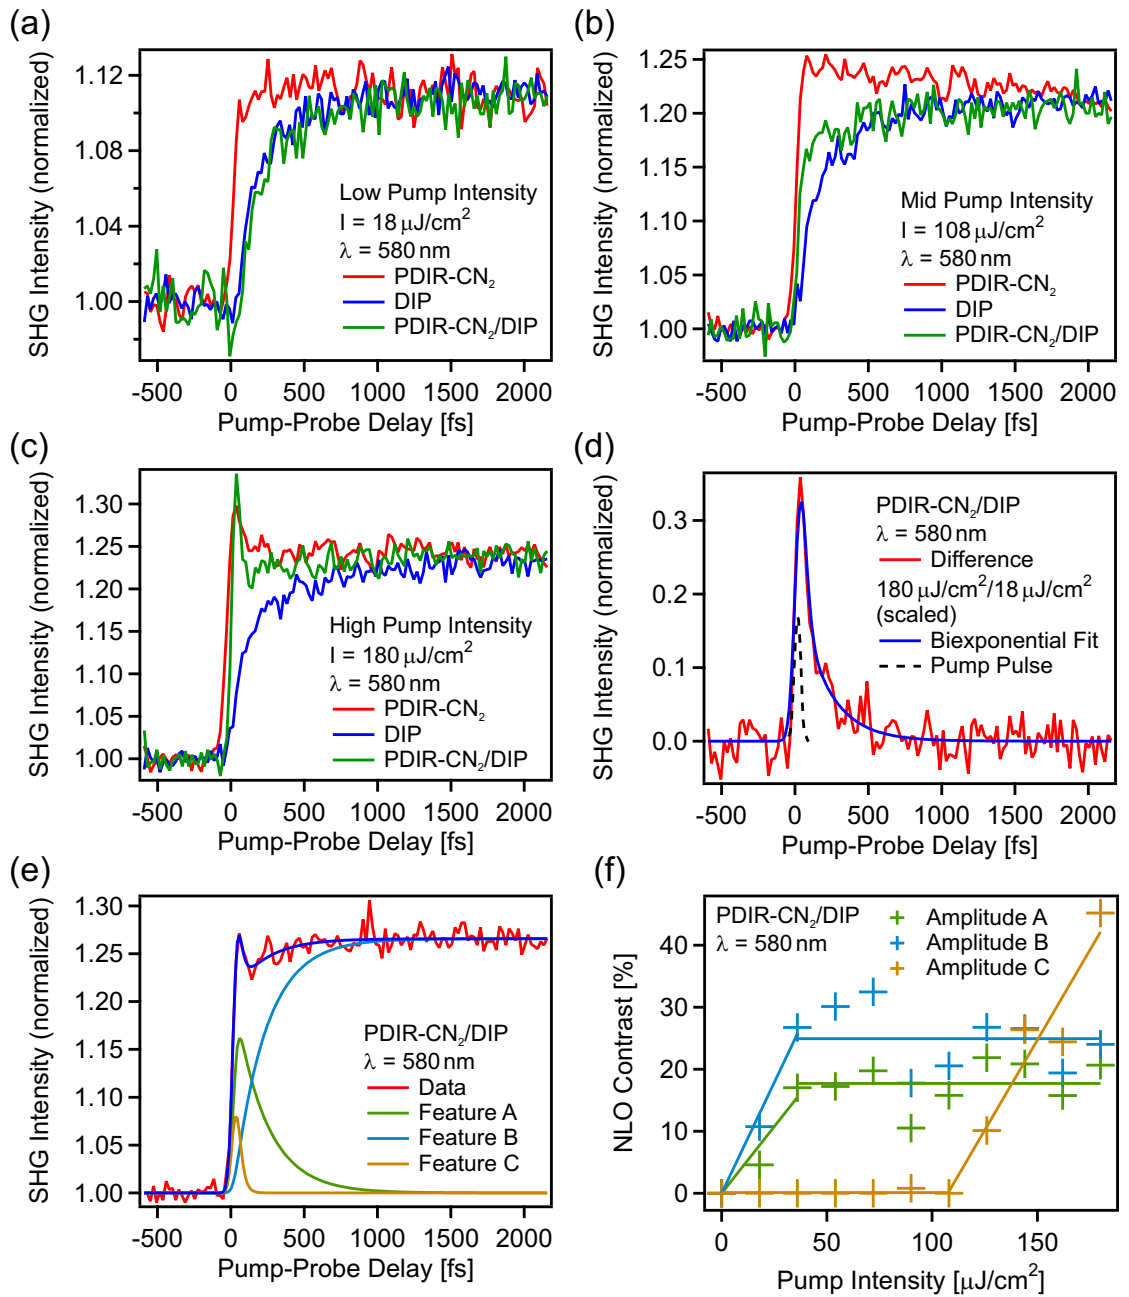 (a)
SHG Intensity (normalized)
1.12
1.08
1.04
1.00
Low Pump Intensity
I = 18 μJ/cm²
λ = 580 nm
PDIR-CN₂
DIP
PDIR-CN₂/DIP
-500 0 500 1000 1500 2000
Pump-Probe Delay [fs]
(b)
SHG Intensity (normalized)
1.25
1.20
1.15
1.10
1.05
1.00
Mid Pump Intensity
I = 108 μJ/cm²
λ = 580 nm
PDIR-CN₂
DIP
PDIR-CN₂/DIP
-500 0 500 1000 1500 2000
Pump-Probe Delay [fs]
(c)
SHG Intensity (normalized)
1.30
1.25
1.20
1.15
1.10
1.05
1.00
High Pump Intensity
I = 180 μJ/cm²
λ = 580 nm
PDIR-CN₂
DIP
PDIR-CN₂/DIP
-500 0 500 1000 1500 2000
Pump-Probe Delay [fs]
(d)
SHG Intensity (normalized)
0.3
0.2
0.1
0.0
PDIR-CN₂/DIP
λ = 580 nm
Difference
180 μJ/cm²/18 μJ/cm²
(scaled)
Biexponential Fit
Pump Pulse
-500 0 500 1000 1500 2000
Pump-Probe Delay [fs]
(e)
SHG Intensity (normalized)
1.30
1.25
1.20
1.15
1.10
1.05
1.00
PDIR-CN₂/DIP
λ = 580 nm
Data
Feature A
Feature B
Feature C
-500 0 500 1000 1500 2000
Pump-Probe Delay [fs]
(f)
NLO Contrast [%]
40
30
20
10
0
PDIR-CN₂/DIP
λ = 580 nm
Amplitude A
Amplitude B
Amplitude C
0 50 100 150
Pump Intensity [μJ/cm²]